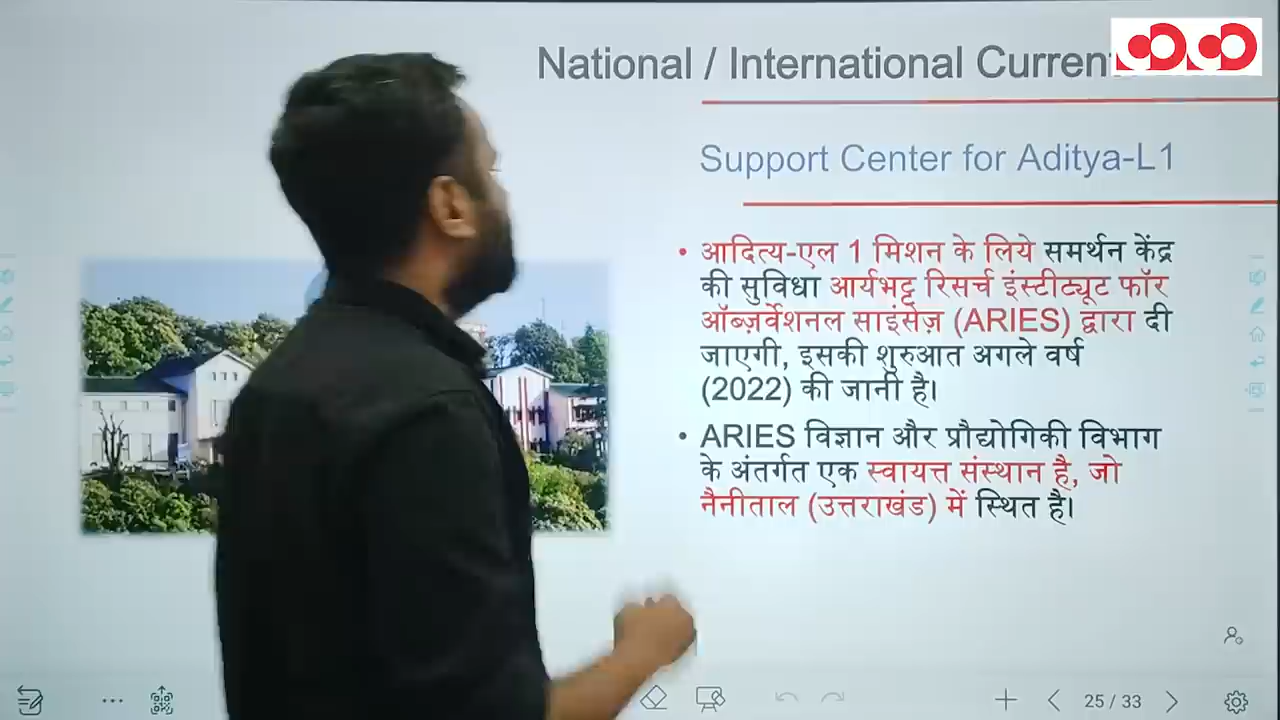 National / International Current
Support Center for Aditya-L1
• आदित्य-एल 1 मिशन के लिये समर्थन केंद्र
की सुविधा आर्यभट्ट रिसर्च इंस्टीट्यूट फॉर
ऑब्ज़र्वेशनल साइंसेज़ (ARIES) द्वारा दी
जाएगी, इसकी शुरुआत अगले वर्ष
(2022) की जानी है।
• ARIES विज्ञान और प्रौद्योगिकी विभाग
के अंतर्गत एक स्वायत्त संस्थान है, जो
नैनीताल (उत्तराखंड) में स्थित है।
25 / 33